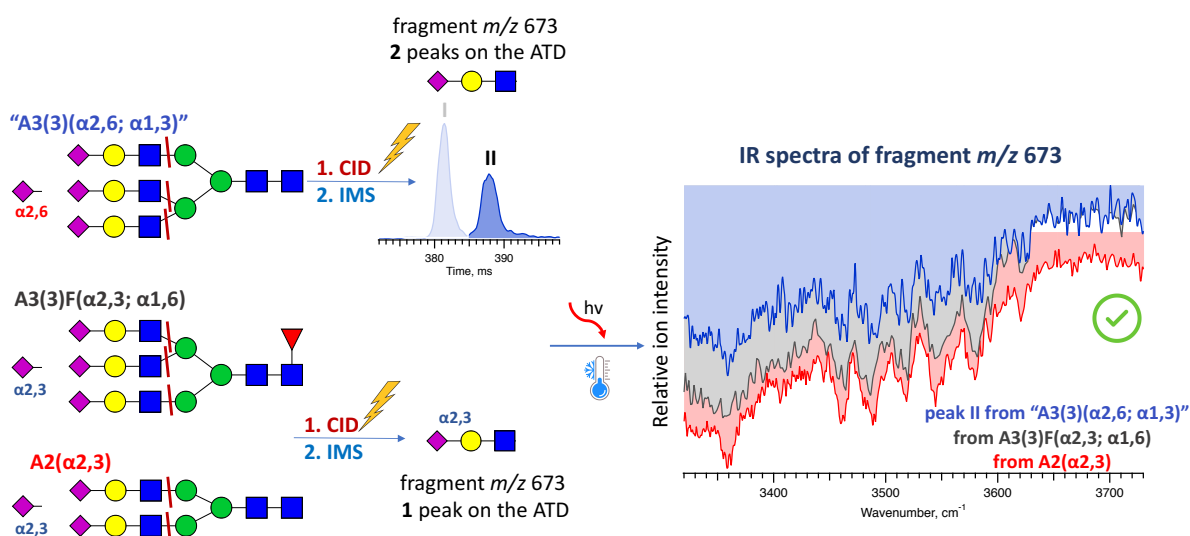 fragment m/z 673
2 peaks on the ATD
I
II
"A3(3)(α2,6; α1,3)"
α2,6
1. CID
2. IMS
380
390
Time, ms
A3(3)F(α2,3; α1,6)
α2,3
A2(α2,3)
α2,3
1. CID
2. IMS
α2,3
fragment m/z 673
1 peak on the ATD
hν
IR spectra of fragment m/z 673
Relative ion intensity
peak II from "A3(3)(α2,6; α1,3)"
from A3(3)F(α2,3; α1,6)
from A2(α2,3)
3400
3500
3600
3700
Wavenumber, cm⁻¹